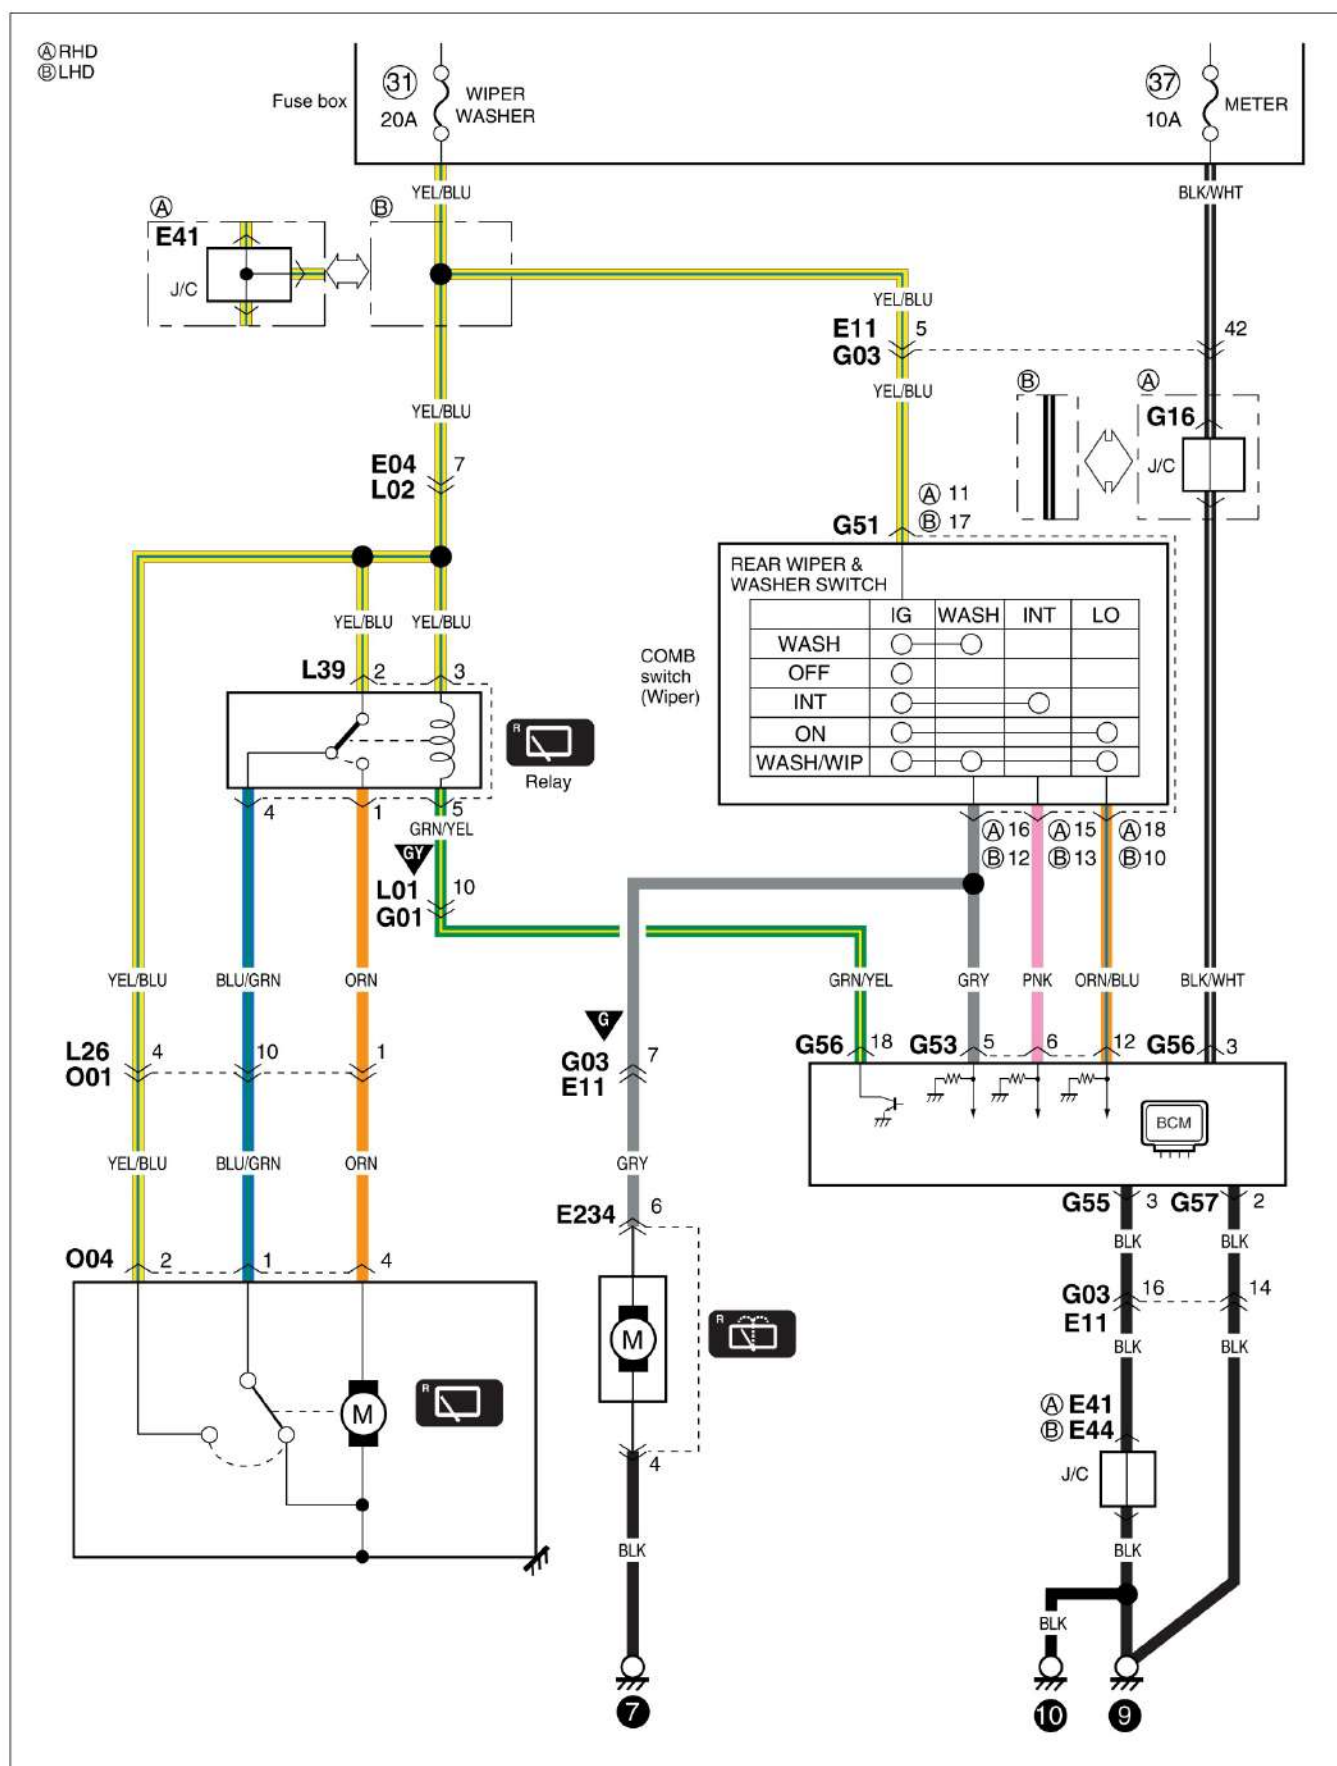 Ⓐ RHD
Ⓑ LHD
Fuse box
31
20A
WIPER
WASHER
37
10A
METER
YEL/BLU
BLK/WHT
Ⓐ
E41
J/C
Ⓑ
YEL/BLU
E11 5
G03
42
YEL/BLU
YEL/BLU
Ⓑ
Ⓐ
G16
J/C
E04 7
L02
Ⓐ 11
Ⓑ 17
G51
REAR WIPER &
WASHER SWITCH
IG WASH INT LO
WASH
OFF
INT
ON
WASH/WIP
COMB
switch
(Wiper)
YEL/BLU YEL/BLU
L39 2 3
R
Relay
4 1 5
GRN/YEL
GY
L01 10
G01
Ⓐ 16 Ⓐ 15 Ⓐ 18
Ⓑ 12 Ⓑ 13 Ⓑ 10
YEL/BLU BLU/GRN ORN
GRN/YEL GRY PNK ORN/BLU BLK/WHT
G
L26 4 10 1
O01
G03 7
E11
G56 18 G53 5 6 12 G56 3
BCM
YEL/BLU BLU/GRN ORN
GRY
E234 6
G55 3 G57 2
BLK BLK
O04 2 1 4
G03 16 14
E11
BLK BLK
M
R
M
R
Ⓐ E41
Ⓑ E44
J/C
4
BLK
BLK
BLK
7
10
9